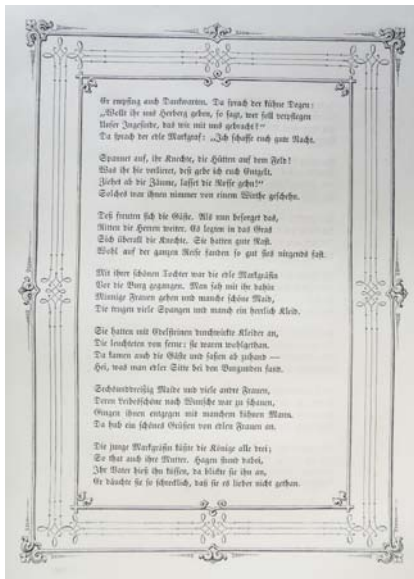 Er empfing auch Dankwarten. Da sprach der kühne Degen:
„Wollt ihr uns Herberg geben, so sagt, wer soll verpflegen
Unser Ingesinde, das wir mit uns gebracht?“
Da sprach der edle Markgraf: „Ich schaffe euch gute Nacht.
Spannet auf, ihr Knechte, die Hütten auf dem Feld!
Was ihr hie verlieret, deß gebe ich euch Entgelt.
Ziehet ab die Zäume, lasset die Rosse gehn!“
Solches war ihnen nimmer von einem Wirthe geschehn.
Deß freuten sich die Gäste. Als nun besorget das,
Ritten die Herren weiter. Es legten in das Gras
Sich überall die Knechte. Sie hatten gute Rast.
Wohl auf der ganzen Reise fanden so gut sies nirgends fast.
Mit ihrer schönen Tochter war die edle Markgräfin
Vor die Burg gegangen. Man sah mit ihr dahin
Minnige Frauen gehen und manche schöne Maid,
Die trugen viele Spangen und manch ein herrlich Kleid.
Sie hatten mit Edelsteinen durchwirkte Kleider an,
Die leuchteten von ferne: sie waren wohlgethan.
Da kamen auch die Gäste und saßen ab zuhand —
Hei, was man edler Sitte bei den Burgunden fand.
Sechsunddreißig Maide und viele andre Frauen,
Deren Leibesschöne nach Wunsche war zu schauen,
Gingen ihnen entgegen mit manchem kühnen Mann.
Da hub ein schönes Grüßen von edlen Frauen an.
Die junge Markgräfin küßte die Könige alle drei;
So that auch ihre Mutter. Hagen stund dabei,
Ihr Vater hieß ihn küssen, da blickte sie ihn an,
Er däuchte sie so schrecklich, daß sie es lieber nicht gethan.